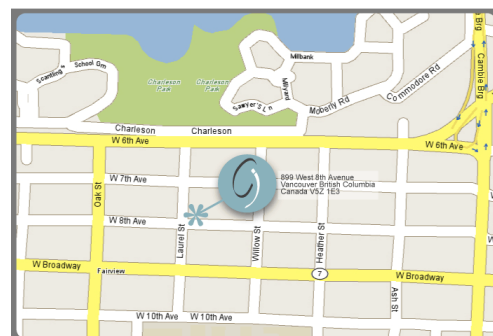 Cambie Brg
Millbank
School Grn
Scantling
Charleson
Park
Charleson
Park
Millyard
Commodore Rd
Sawyer'S Ln
Moberly Rd
Cambie Brg
Charleson
Charleson
W 6th Ave
W 6th Ave
W 7th Ave
899 West 8th Avenue
Vancouver British Columbia
Canada V5Z 1E3
Oak St
W 8th Ave
Laurel St
Willow St
Heather St
W Broadway
Fairview
7
W Broadway
Ash St
W 10th Ave
W 10th Ave